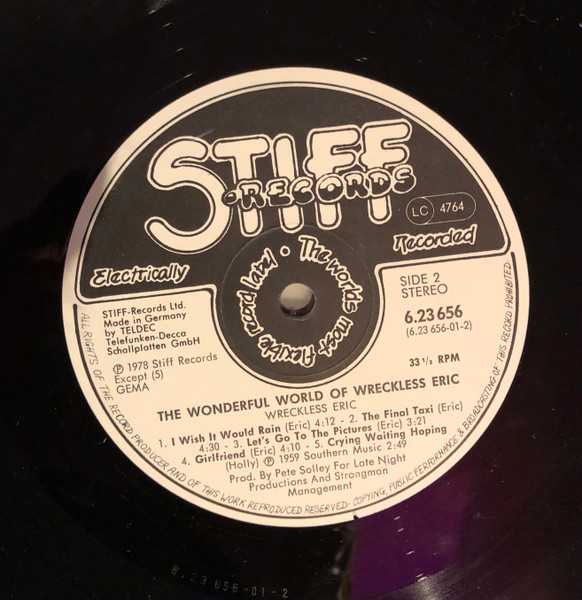 STIFF
RECORDS
LC 4764
Electrically
Recorded
The worlds most flexible record label
STIFF-Records Ltd.
Made in Germany
by TELDEC
Telefunken-Decca
Schallplatten GmbH
Ⓟ 1978 Stiff Records
Except (5)
GEMA
SIDE 2
STEREO
6.23 656
(6.23 656-01-2)
33 1/3 RPM
THE WONDERFUL WORLD OF WRECKLESS ERIC
WRECKLESS ERIC
1. I Wish It Would Rain (Eric) 4:12 - 2. The Final Taxi (Eric)
4:30 - 3. Let's Go To The Pictures (Eric) 3:21
4. Girlfriend (Eric) 4:10 - 5. Crying Waiting Hoping
(Holly) Ⓟ 1959 Southern Music 2:49
Prod. By Pete Solley For Late Night
Productions And Strongman
Management
ALL RIGHTS OF THE RECORD PRODUCER AND OF THIS WORK REPRODUCED RESERVED · COPYING, PUBLIC PERFORMANCE & BROADCASTING OF THIS RECORD PROHIBITED
6.23 656-01-2